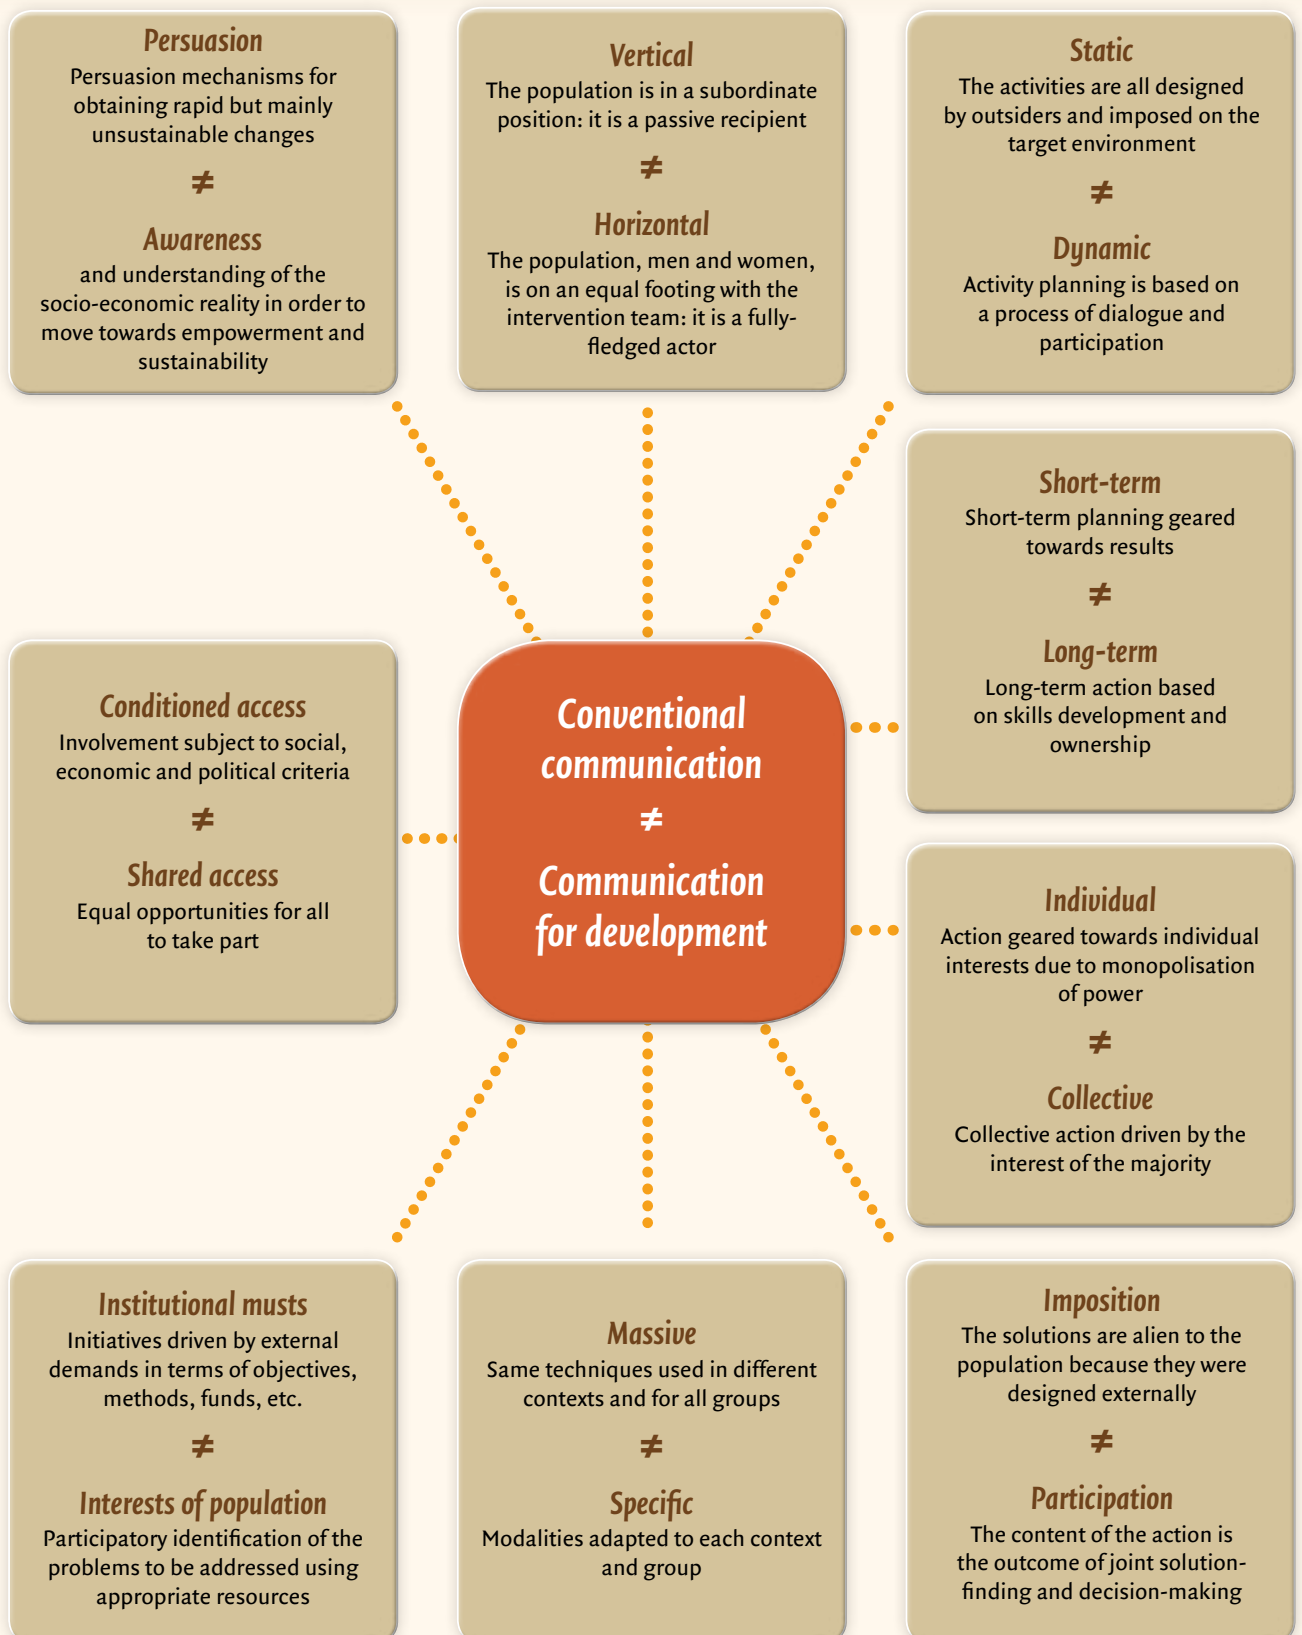 Persuasion
Persuasion mechanisms for
obtaining rapid but mainly
unsustainable changes
≠
Awareness
and understanding of the
socio-economic reality in order to
move towards empowerment and
sustainability
Vertical
The population is in a subordinate
position: it is a passive recipient
≠
Horizontal
The population, men and women,
is on an equal footing with the
intervention team: it is a fully-
fledged actor
Static
The activities are all designed
by outsiders and imposed on the
target environment
≠
Dynamic
Activity planning is based on
a process of dialogue and
participation
Short-term
Short-term planning geared
towards results
≠
Long-term
Long-term action based
on skills development and
ownership
Conditioned access
Involvement subject to social,
economic and political criteria
≠
Shared access
Equal opportunities for all
to take part
Conventional
communication
≠
Communication
for development
Individual
Action geared towards individual
interests due to monopolisation
of power
≠
Collective
Collective action driven by the
interest of the majority
Institutional musts
Initiatives driven by external
demands in terms of objectives,
methods, funds, etc.
≠
Interests of population
Participatory identification of the
problems to be addressed using
appropriate resources
Massive
Same techniques used in different
contexts and for all groups
≠
Specific
Modalities adapted to each context
and group
Imposition
The solutions are alien to the
population because they were
designed externally
≠
Participation
The content of the action is
the outcome of joint solution-
finding and decision-making